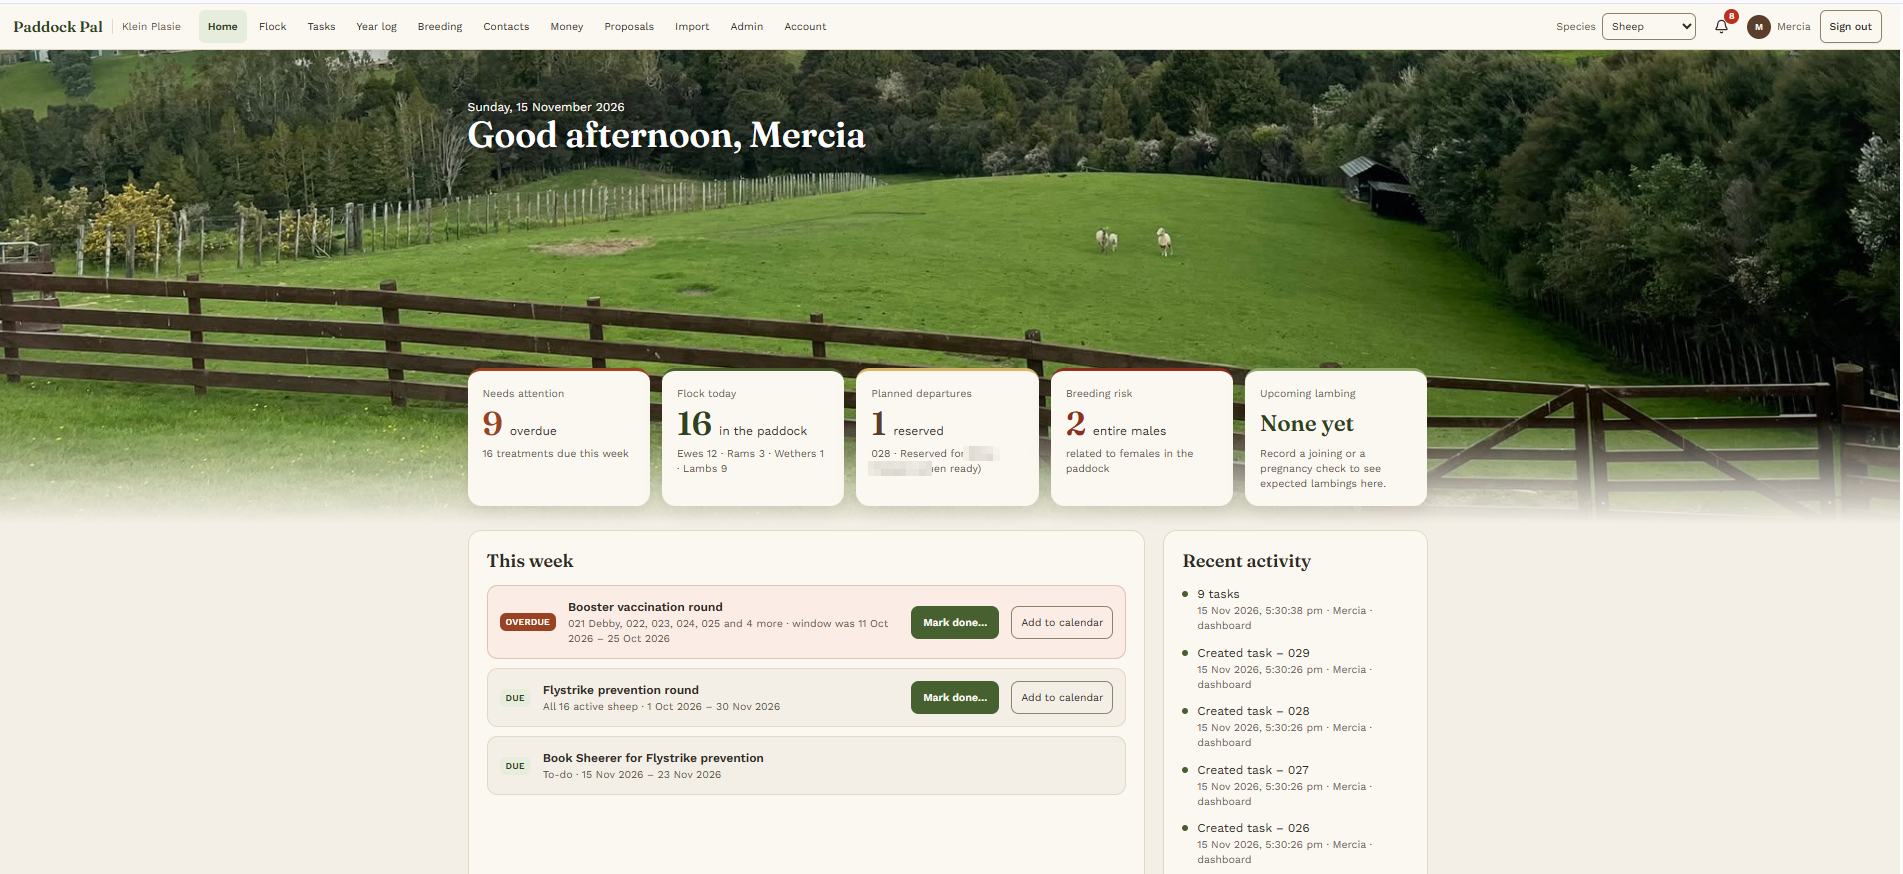 Paddock Pal Klein Plasie Home Flock Tasks Year log Breeding Contacts Money Proposals Import Admin Account Species Sheep 8 M Mercia Sign out
Sunday, 15 November 2026
Good afternoon, Mercia
Needs attention
9 overdue
16 treatments due this week
Flock today
16 in the paddock
Ewes 12 · Rams 3 · Wethers 1
· Lambs 9
Planned departures
1 reserved
028 · Reserved for
ready)
Breeding risk
2 entire males
related to females in the
paddock
Upcoming lambing
None yet
Record a joining or a
pregnancy check to see
expected lambings here.
This week
OVERDUE
Booster vaccination round
021 Debby, 022, 023, 024, 025 and 4 more · window was 11 Oct
2026 – 25 Oct 2026
Mark done...
Add to calendar
DUE
Flystrike prevention round
All 16 active sheep · 1 Oct 2026 – 30 Nov 2026
Mark done...
Add to calendar
DUE
Book Sheerer for Flystrike prevention
To-do · 15 Nov 2026 – 23 Nov 2026
Recent activity
9 tasks
15 Nov 2026, 5:30:38 pm · Mercia ·
dashboard
Created task – 029
15 Nov 2026, 5:30:26 pm · Mercia ·
dashboard
Created task – 028
15 Nov 2026, 5:30:26 pm · Mercia ·
dashboard
Created task – 027
15 Nov 2026, 5:30:26 pm · Mercia ·
dashboard
Created task – 026
15 Nov 2026, 5:30:26 pm · Mercia ·
dashboard